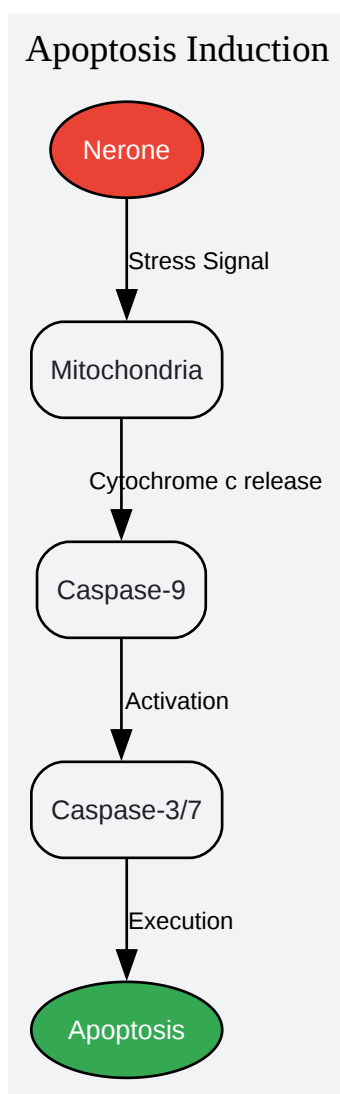 Apoptosis Induction
Nerone
Stress Signal
Mitochondria
Cytochrome c release
Caspase-9
Activation
Caspase-3/7
Execution
Apoptosis